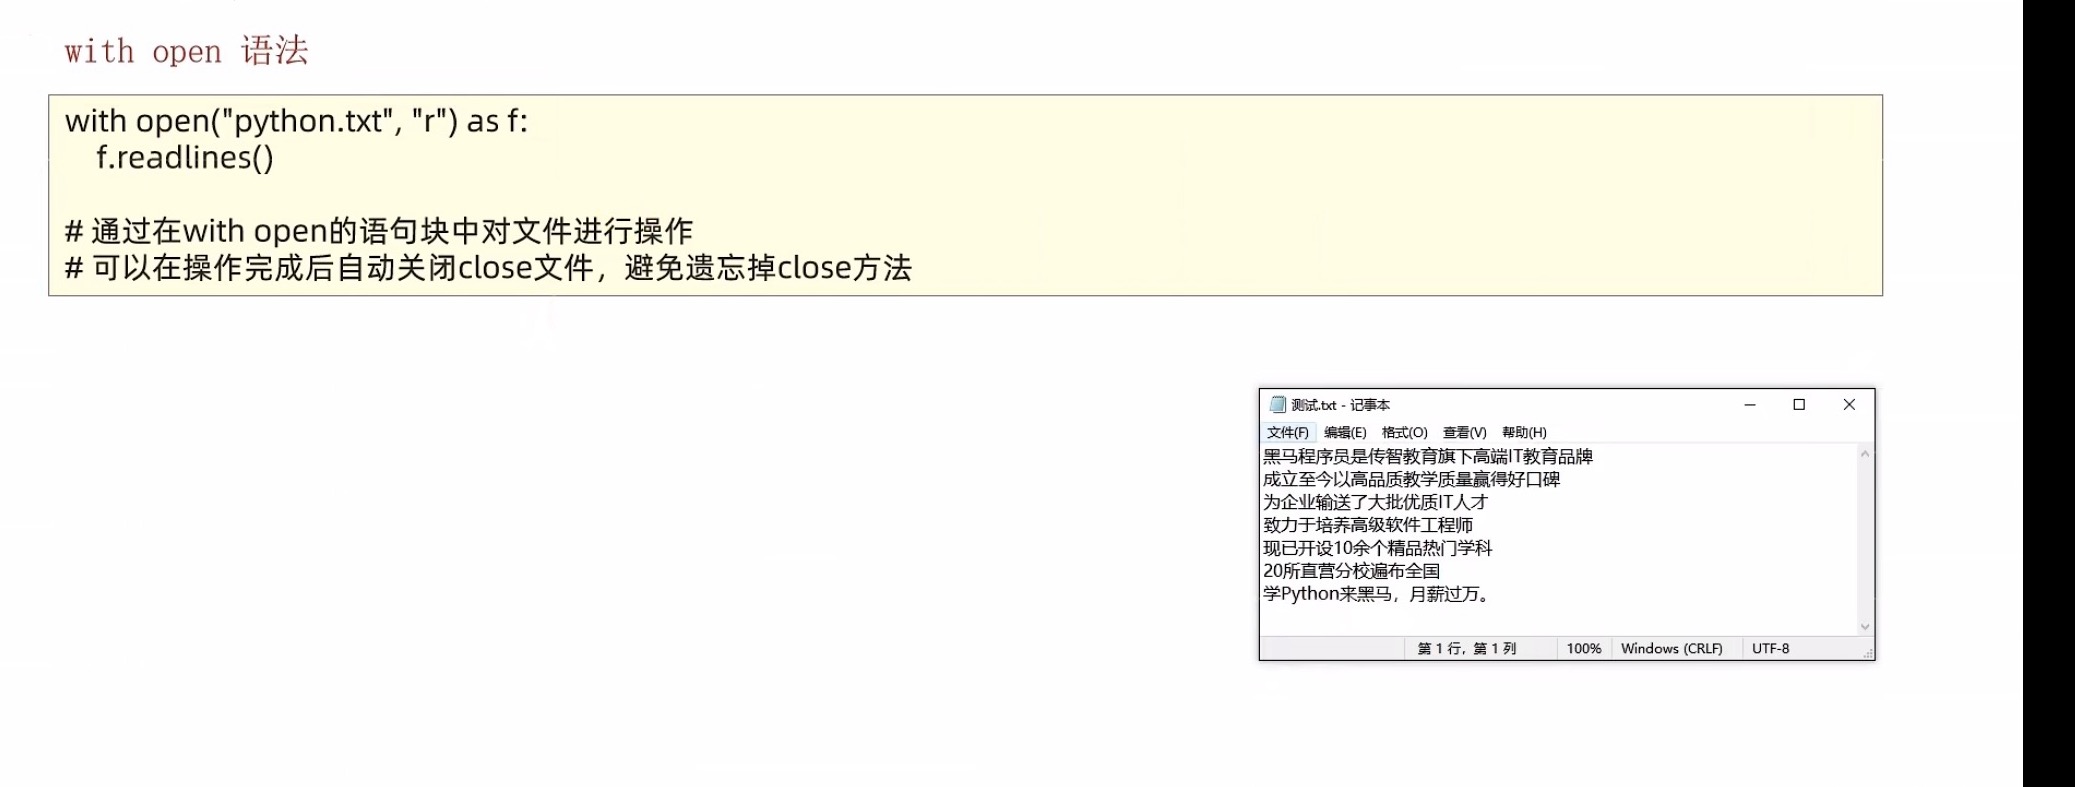 with open 语法
with open("python.txt", "r") as f:
    f.readlines()
# 通过在with open的语句块中对文件进行操作
# 可以在操作完成后自动关闭close文件，避免遗忘掉close方法
测试.txt - 记事本
文件(F) 编辑(E) 格式(O) 查看(V) 帮助(H)
黑马程序员是传智教育旗下高端IT教育品牌
成立至今以高品质教学质量赢得好口碑
为企业输送了大批优质IT人才
致力于培养高级软件工程师
现已开设10余个精品热门学科
20所直营分校遍布全国
学Python来黑马，月薪过万。
第 1 行，第 1 列 100% Windows (CRLF) UTF-8